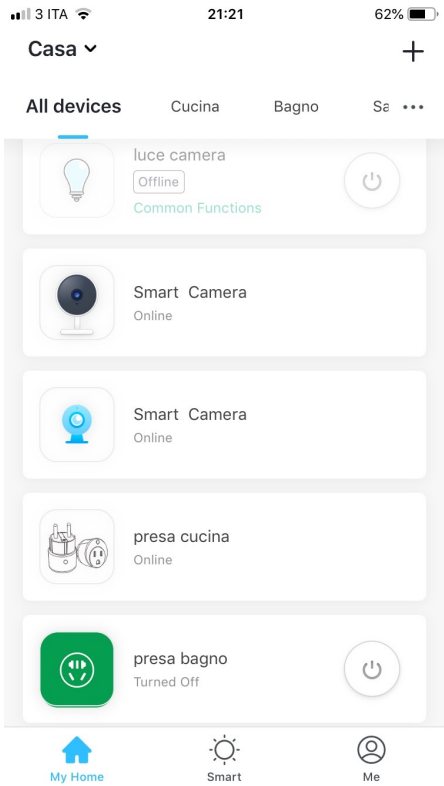 3 ITA 21:21 62%
Casa
All devices Cucina Bagno Sa
luce camera
Offline
Common Functions
Smart Camera
Online
Smart Camera
Online
presa cucina
Online
presa bagno
Turned Off
My Home Smart Me